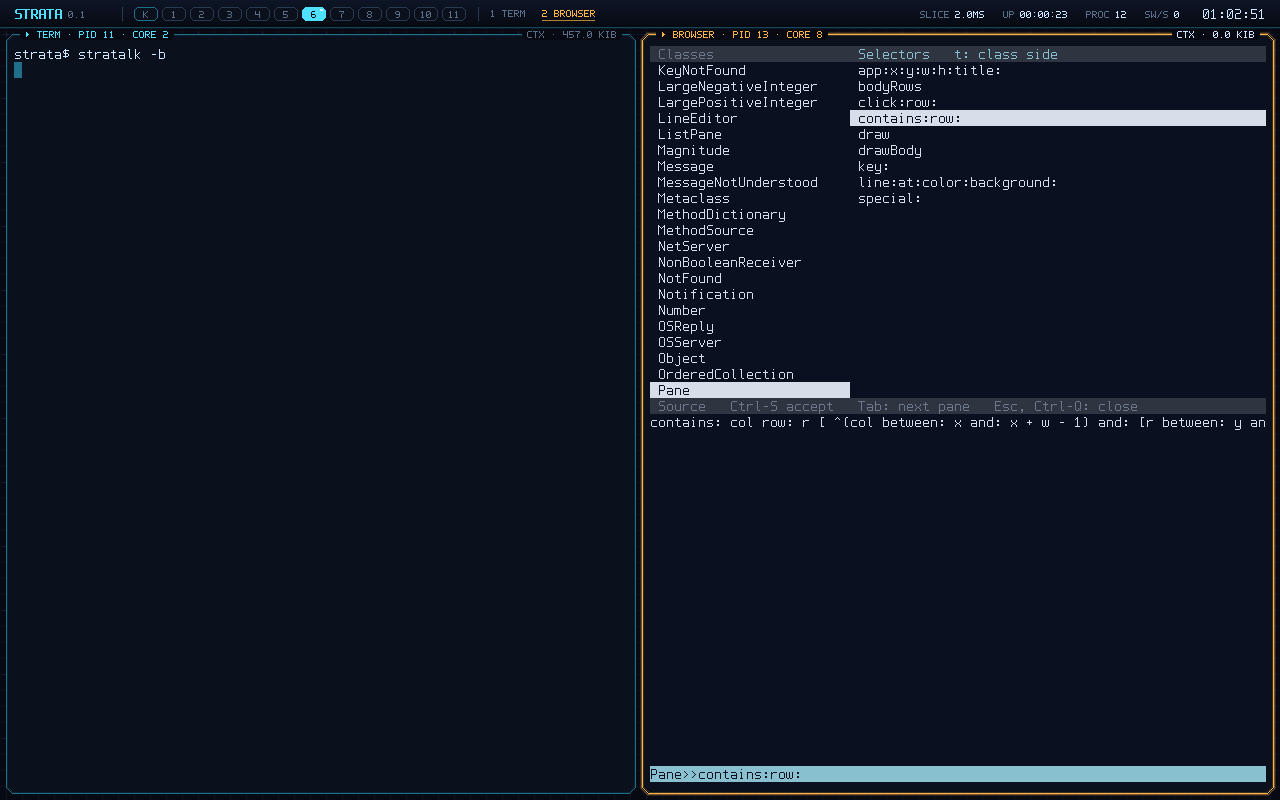 STRATA 0.1 K 1 2 3 4 5 6 7 8 9 10 11 1 TERM 2 BROWSER SLICE 2.0MS UP 00:00:23 PROC 12 SW/S 0 01:02:51
TERM · PID 11 · CORE 2 CTX · 457.0 KIB
strata$ stratalk -b
BROWSER · PID 13 · CORE 8 CTX · 0.0 KIB
Classes Selectors t: class side
KeyNotFound app:x:y:w:h:title:
LargeNegativeInteger bodyRows
LargePositiveInteger click:row:
LineEditor contains:row:
ListPane draw
Magnitude drawBody
Message key:
MessageNotUnderstood line:at:color:background:
Metaclass special:
MethodDictionary
MethodSource
NetServer
NonBooleanReceiver
NotFound
Notification
Number
OSReply
OSServer
Object
OrderedCollection
Pane
Source Ctrl-S accept Tab: next pane Esc, Ctrl-Q: close
contains: col row: r [ ^(col between: x and: x + w - 1) and: [r between: y an
Pane>>contains:row: